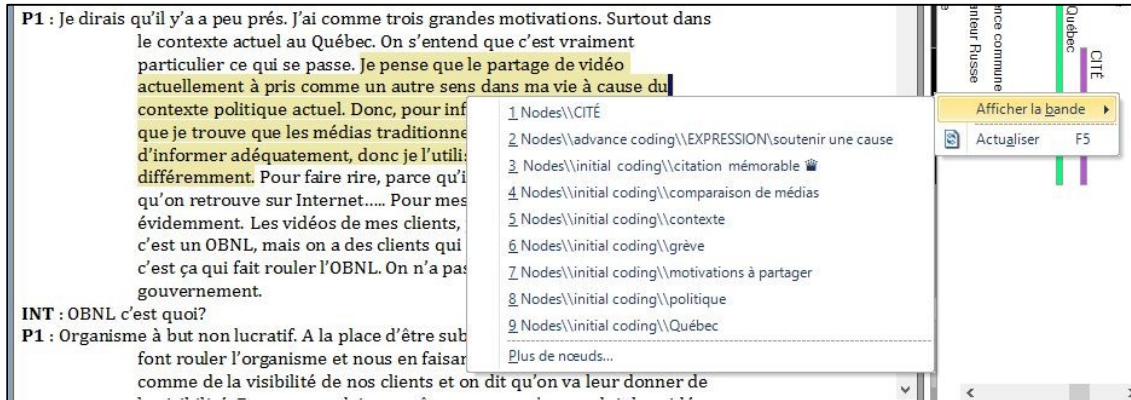 P1 : Je dirais qu'il y'a a peu prés. J'ai comme trois grandes motivations. Surtout dans
le contexte actuel au Québec. On s'entend que c'est vraiment
particulier ce qui se passe. Je pense que le partage de vidéo
actuellement à pris comme un autre sens dans ma vie à cause du
contexte politique actuel. Donc, pour inf
que je trouve que les médias traditionne
d'informer adéquatement, donc je l'utilis
différemment. Pour faire rire, parce qu'i
qu'on retrouve sur Internet..... Pour mes
évidemment. Les vidéos de mes clients,
c'est un OBNL, mais on a des clients qui
c'est ça qui fait rouler l'OBNL. On n'a pas
gouvernement.
INT : OBNL c'est quoi?
P1 : Organisme à but non lucratif. A la place d'être sub
font rouler l'organisme et nous en faisan
comme de la visibilité de nos clients et on dit qu'on va leur donner de
1 Nodes\\CITÉ
2 Nodes\\advance coding\\EXPRESSION\soutenir une cause
3 Nodes\\initial coding\\citation mémorable ♛
4 Nodes\\initial coding\\comparaison de médias
5 Nodes\\initial coding\\contexte
6 Nodes\\initial coding\\grève
7 Nodes\\initial coding\\motivations à partager
8 Nodes\\initial coding\\politique
9 Nodes\\initial coding\\Québec
Plus de nœuds...
Afficher la bande
Actualiser F5
anteur Russe
ence commune
Québec
CITÉ